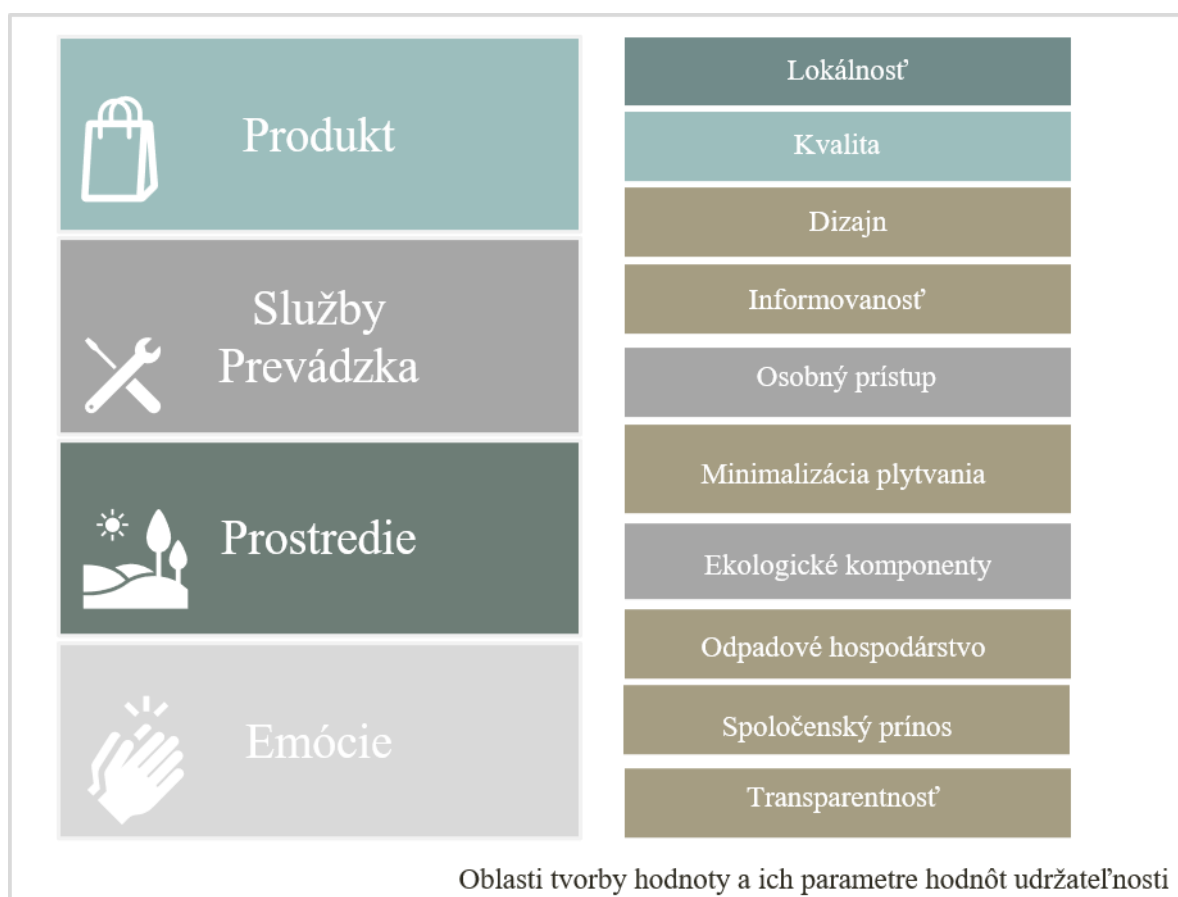 Produkt
Služby
Prevádzka
Prostredie
Emócie
Lokálnosť
Kvalita
Dizajn
Informovanosť
Osobný prístup
Minimalizácia plytvania
Ekologické komponenty
Odpadové hospodárstvo
Spoločenský prínos
Transparentnosť
Oblasti tvorby hodnoty a ich parametre hodnôt udržateľnosti